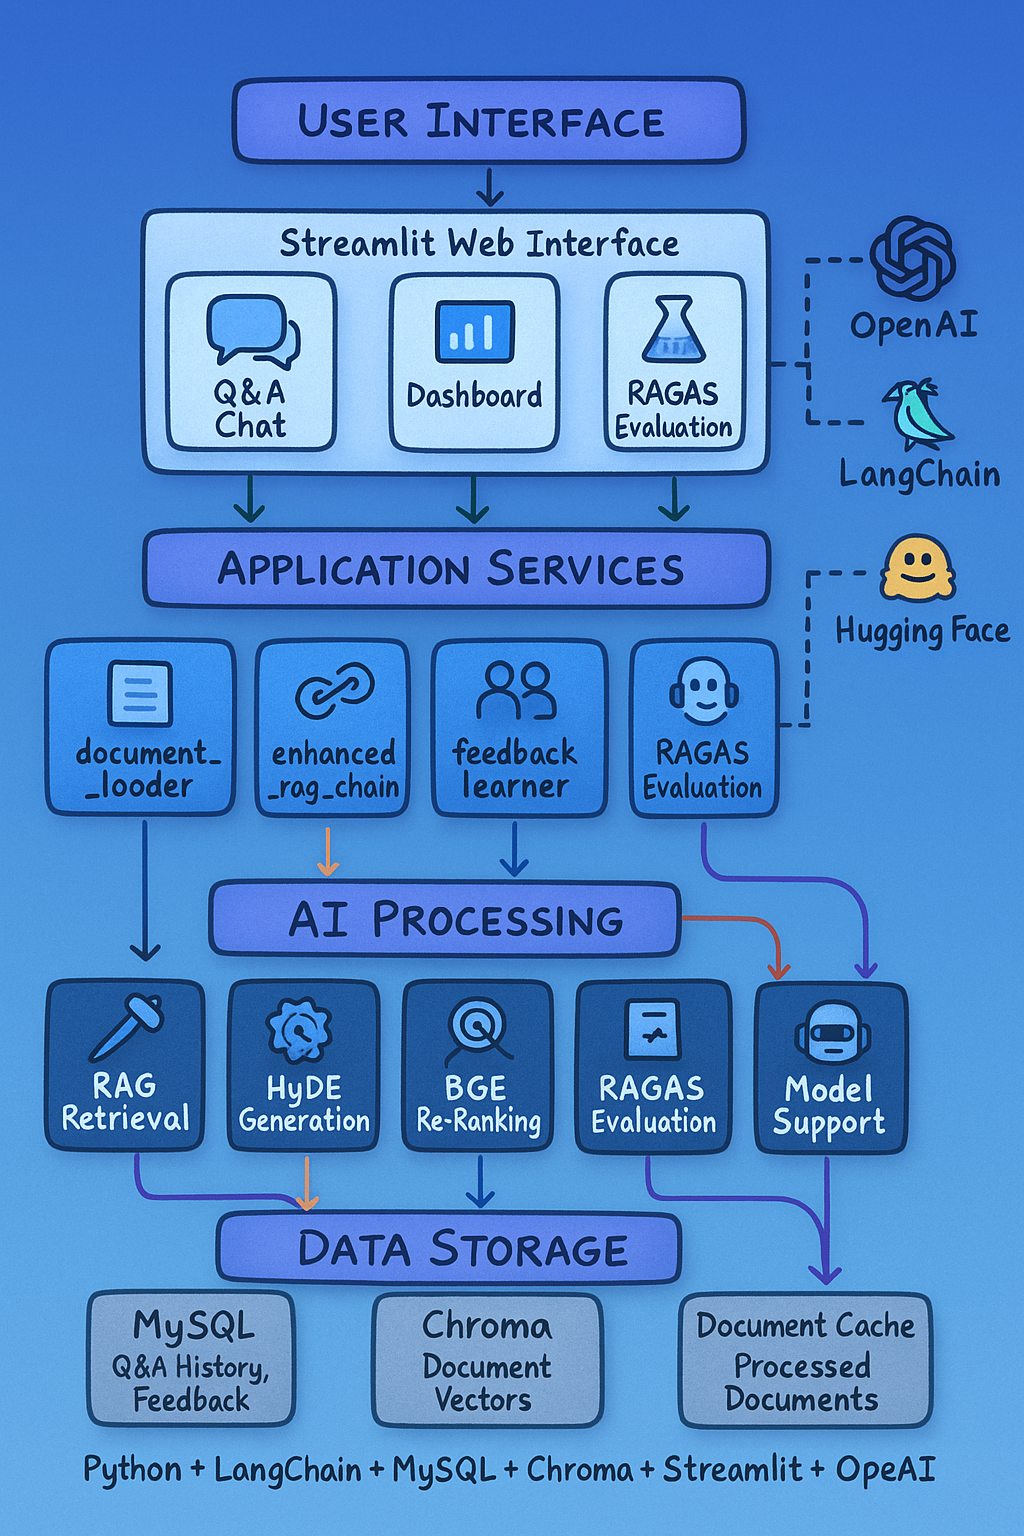 USER INTERFACE
Streamlit Web Interface
Q&A
Chat
Dashboard
RAGAS
Evaluation
OpenAI
LangChain
APPLICATION SERVICES
Hugging Face
document_
_looder
enhanced
_rag_chain
feedback
learner
RAGAS
Evaluation
AI PROCESSING
RAG
Retrieval
HyDE
Generation
BGE
Re-Ranking
RAGAS
Evaluation
Model
Support
DATA STORAGE
MySQL
Q&A History,
Feedback
Chroma
Document
Vectors
Document Cache
Processed
Documents
Python + LangChain + MySQL + Chroma + Streamlit + OpeAI